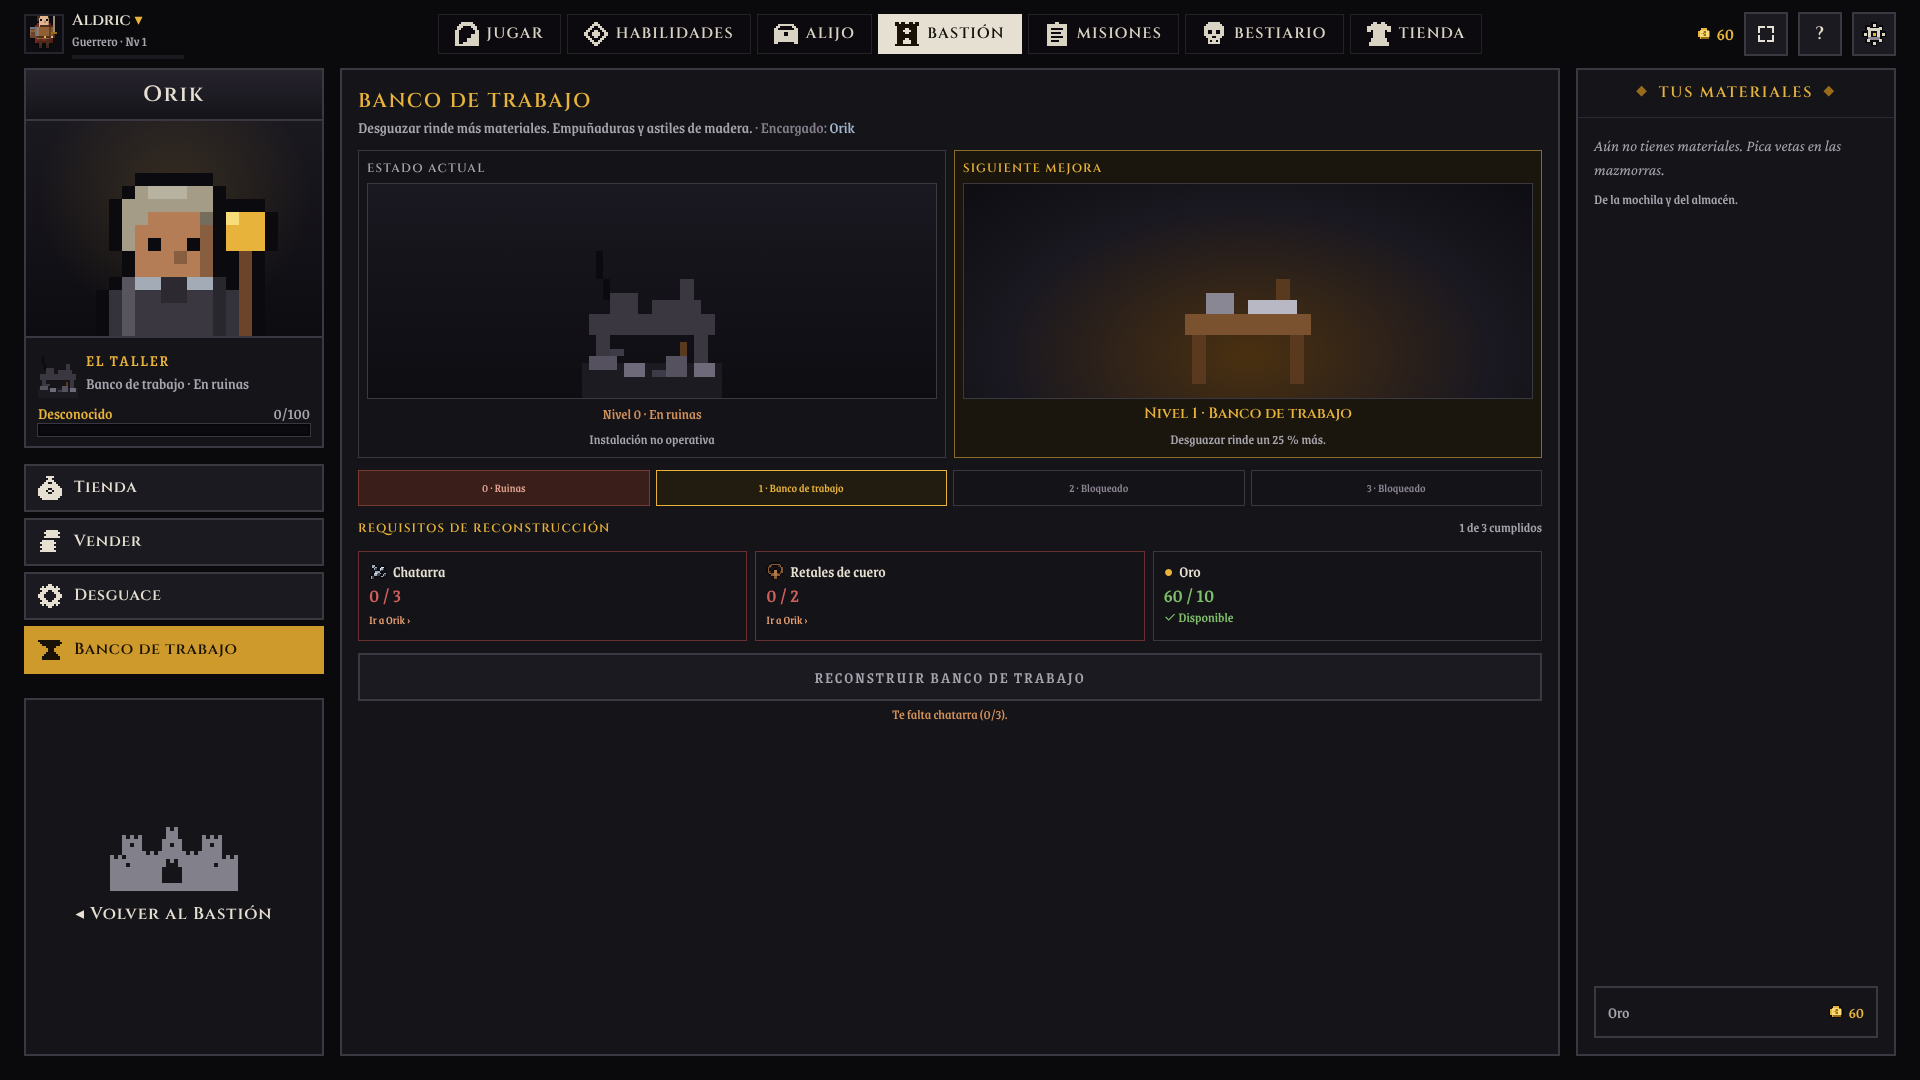 ALDRIC ▾
Guerrero · Nv 1
JUGAR
HABILIDADES
ALIJO
BASTIÓN
MISIONES
BESTIARIO
TIENDA
60
?
ORIK
EL TALLER
Banco de trabajo · En ruinas
Desconocido 0/100
TIENDA
VENDER
DESGUACE
BANCO DE TRABAJO
◂ VOLVER AL BASTIÓN
BANCO DE TRABAJO
Desguazar rinde más materiales. Empuñaduras y astiles de madera. · Encargado: Orik
ESTADO ACTUAL
Nivel 0 · En ruinas
Instalación no operativa
SIGUIENTE MEJORA
NIVEL 1 · BANCO DE TRABAJO
Desguazar rinde un 25 % más.
0 · Ruinas
1 · Banco de trabajo
2 · Bloqueado
3 · Bloqueado
REQUISITOS DE RECONSTRUCCIÓN
1 de 3 cumplidos
Chatarra
0 / 3
Ir a Orik ›
Retales de cuero
0 / 2
Ir a Orik ›
Oro
60 / 10
✓ Disponible
RECONSTRUIR BANCO DE TRABAJO
Te falta chatarra (0/3).
◆ TUS MATERIALES ◆
Aún no tienes materiales. Pica vetas en las
mazmorras.
De la mochila y del almacén.
Oro 60